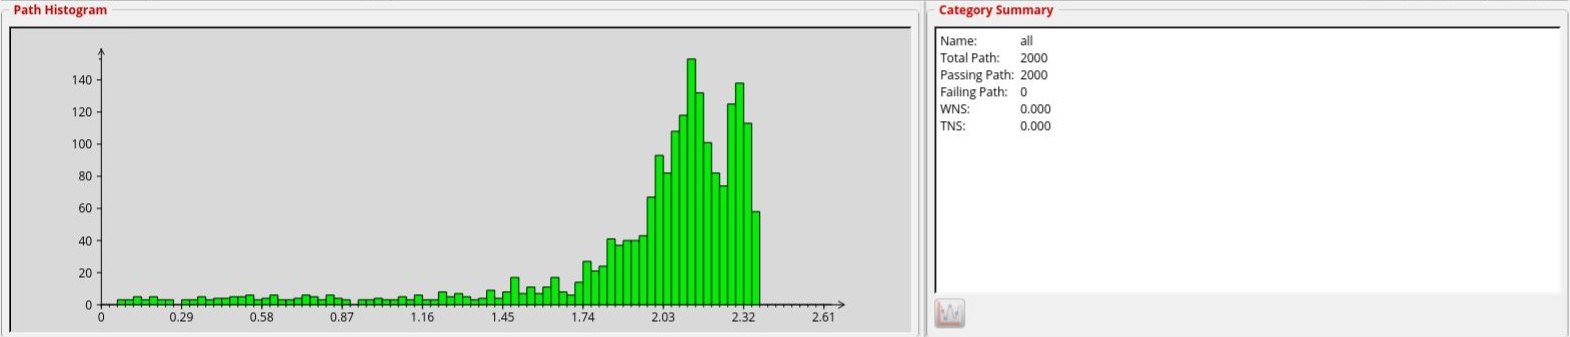 Path Histogram
140
120
100
80
60
40
20
0
0 0.29 0.58 0.87 1.16 1.45 1.74 2.03 2.32 2.61
Category Summary
Name: all
Total Path: 2000
Passing Path: 2000
Failing Path: 0
WNS: 0.000
TNS: 0.000